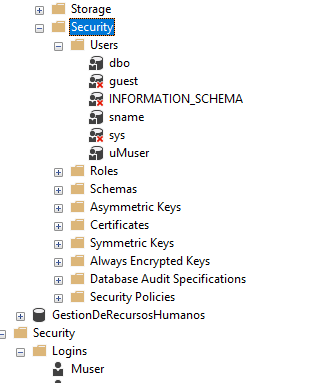 Storage
Security
Users
dbo
guest
INFORMATION_SCHEMA
sname
sys
uMuser
Roles
Schemas
Asymmetric Keys
Certificates
Symmetric Keys
Always Encrypted Keys
Database Audit Specifications
Security Policies
GestionDeRecursosHumanos
Security
Logins
Muser